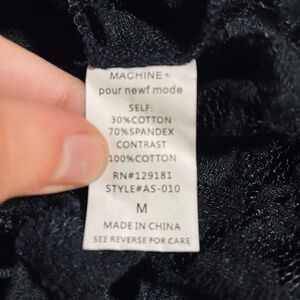 MACHINE®
pour newf mode
SELF:
30%COTTON
70%SPANDEX
CONTRAST
100%COTTON
RN#129181
STYLE#AS-010
M
MADE IN CHINA
SEE REVERSE FOR CARE